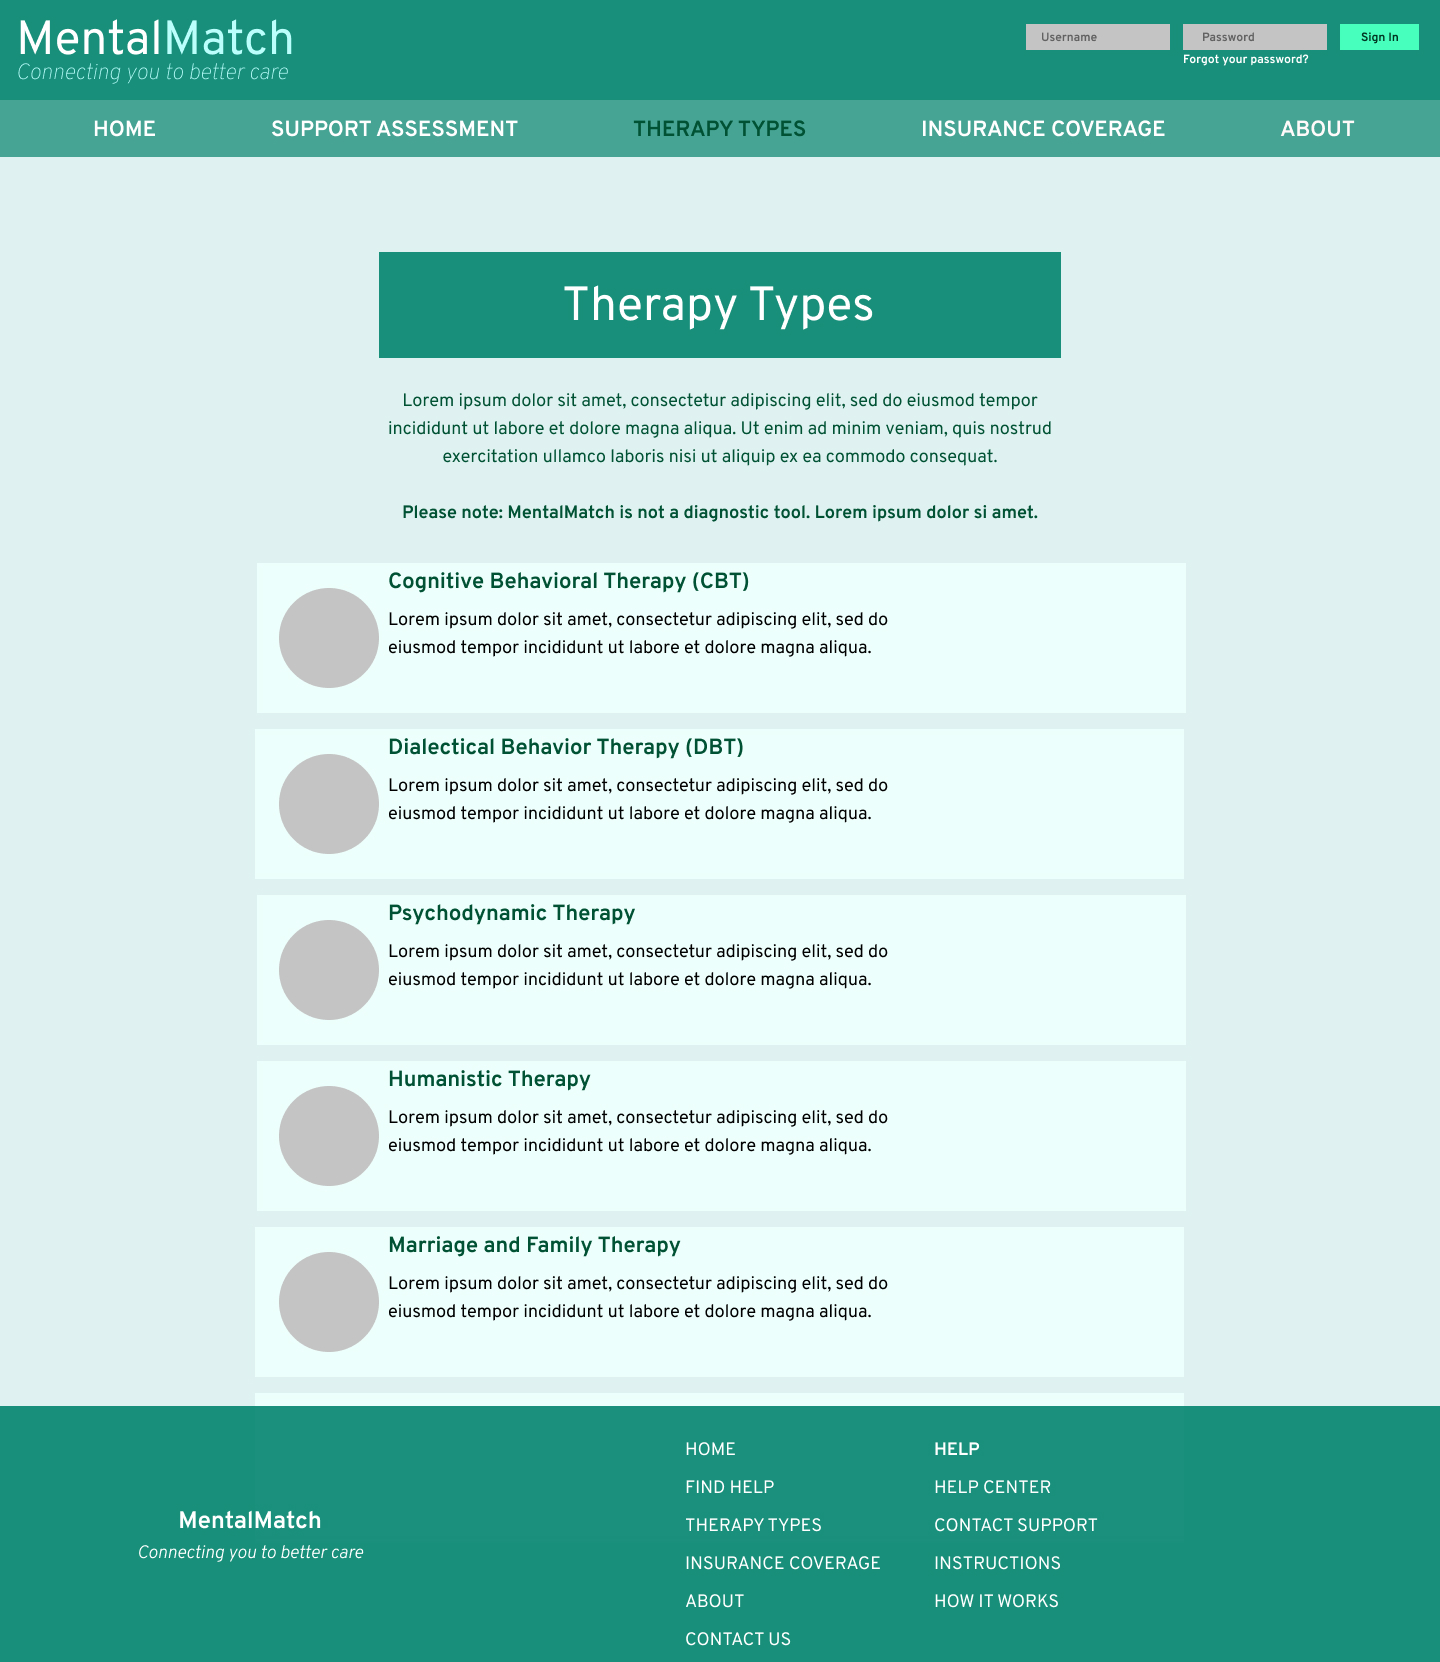 MentalMatch
Connecting you to better care
Username
Password
Sign In
Forgot your password?
HOME
SUPPORT ASSESSMENT
THERAPY TYPES
INSURANCE COVERAGE
ABOUT
Therapy Types
Lorem ipsum dolor sit amet, consectetur adipiscing elit, sed do eiusmod tempor
incididunt ut labore et dolore magna aliqua. Ut enim ad minim veniam, quis nostrud
exercitation ullamco laboris nisi ut aliquip ex ea commodo consequat.
Please note: MentalMatch is not a diagnostic tool. Lorem ipsum dolor si amet.
Cognitive Behavioral Therapy (CBT)
Lorem ipsum dolor sit amet, consectetur adipiscing elit, sed do
eiusmod tempor incididunt ut labore et dolore magna aliqua.
Dialectical Behavior Therapy (DBT)
Lorem ipsum dolor sit amet, consectetur adipiscing elit, sed do
eiusmod tempor incididunt ut labore et dolore magna aliqua.
Psychodynamic Therapy
Lorem ipsum dolor sit amet, consectetur adipiscing elit, sed do
eiusmod tempor incididunt ut labore et dolore magna aliqua.
Humanistic Therapy
Lorem ipsum dolor sit amet, consectetur adipiscing elit, sed do
eiusmod tempor incididunt ut labore et dolore magna aliqua.
Marriage and Family Therapy
Lorem ipsum dolor sit amet, consectetur adipiscing elit, sed do
eiusmod tempor incididunt ut labore et dolore magna aliqua.
MentalMatch
Connecting you to better care
HOME
FIND HELP
THERAPY TYPES
INSURANCE COVERAGE
ABOUT
CONTACT US
HELP
HELP CENTER
CONTACT SUPPORT
INSTRUCTIONS
HOW IT WORKS